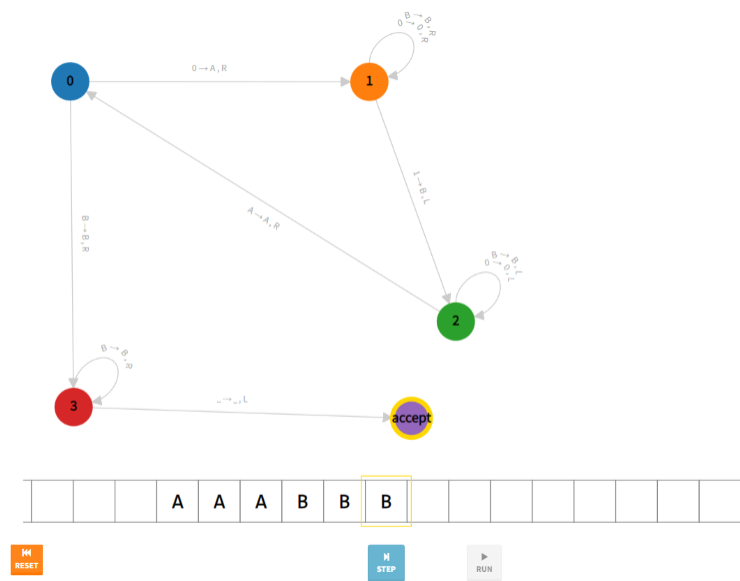 B→B,R
0→0,R
0→A,R
0
1
1→B,L
A→A,R
B→B,R
B→B,L
0→0,L
2
B→B,R
3
_→_,L
accept
A A A B B B
RESET
STEP
RUN